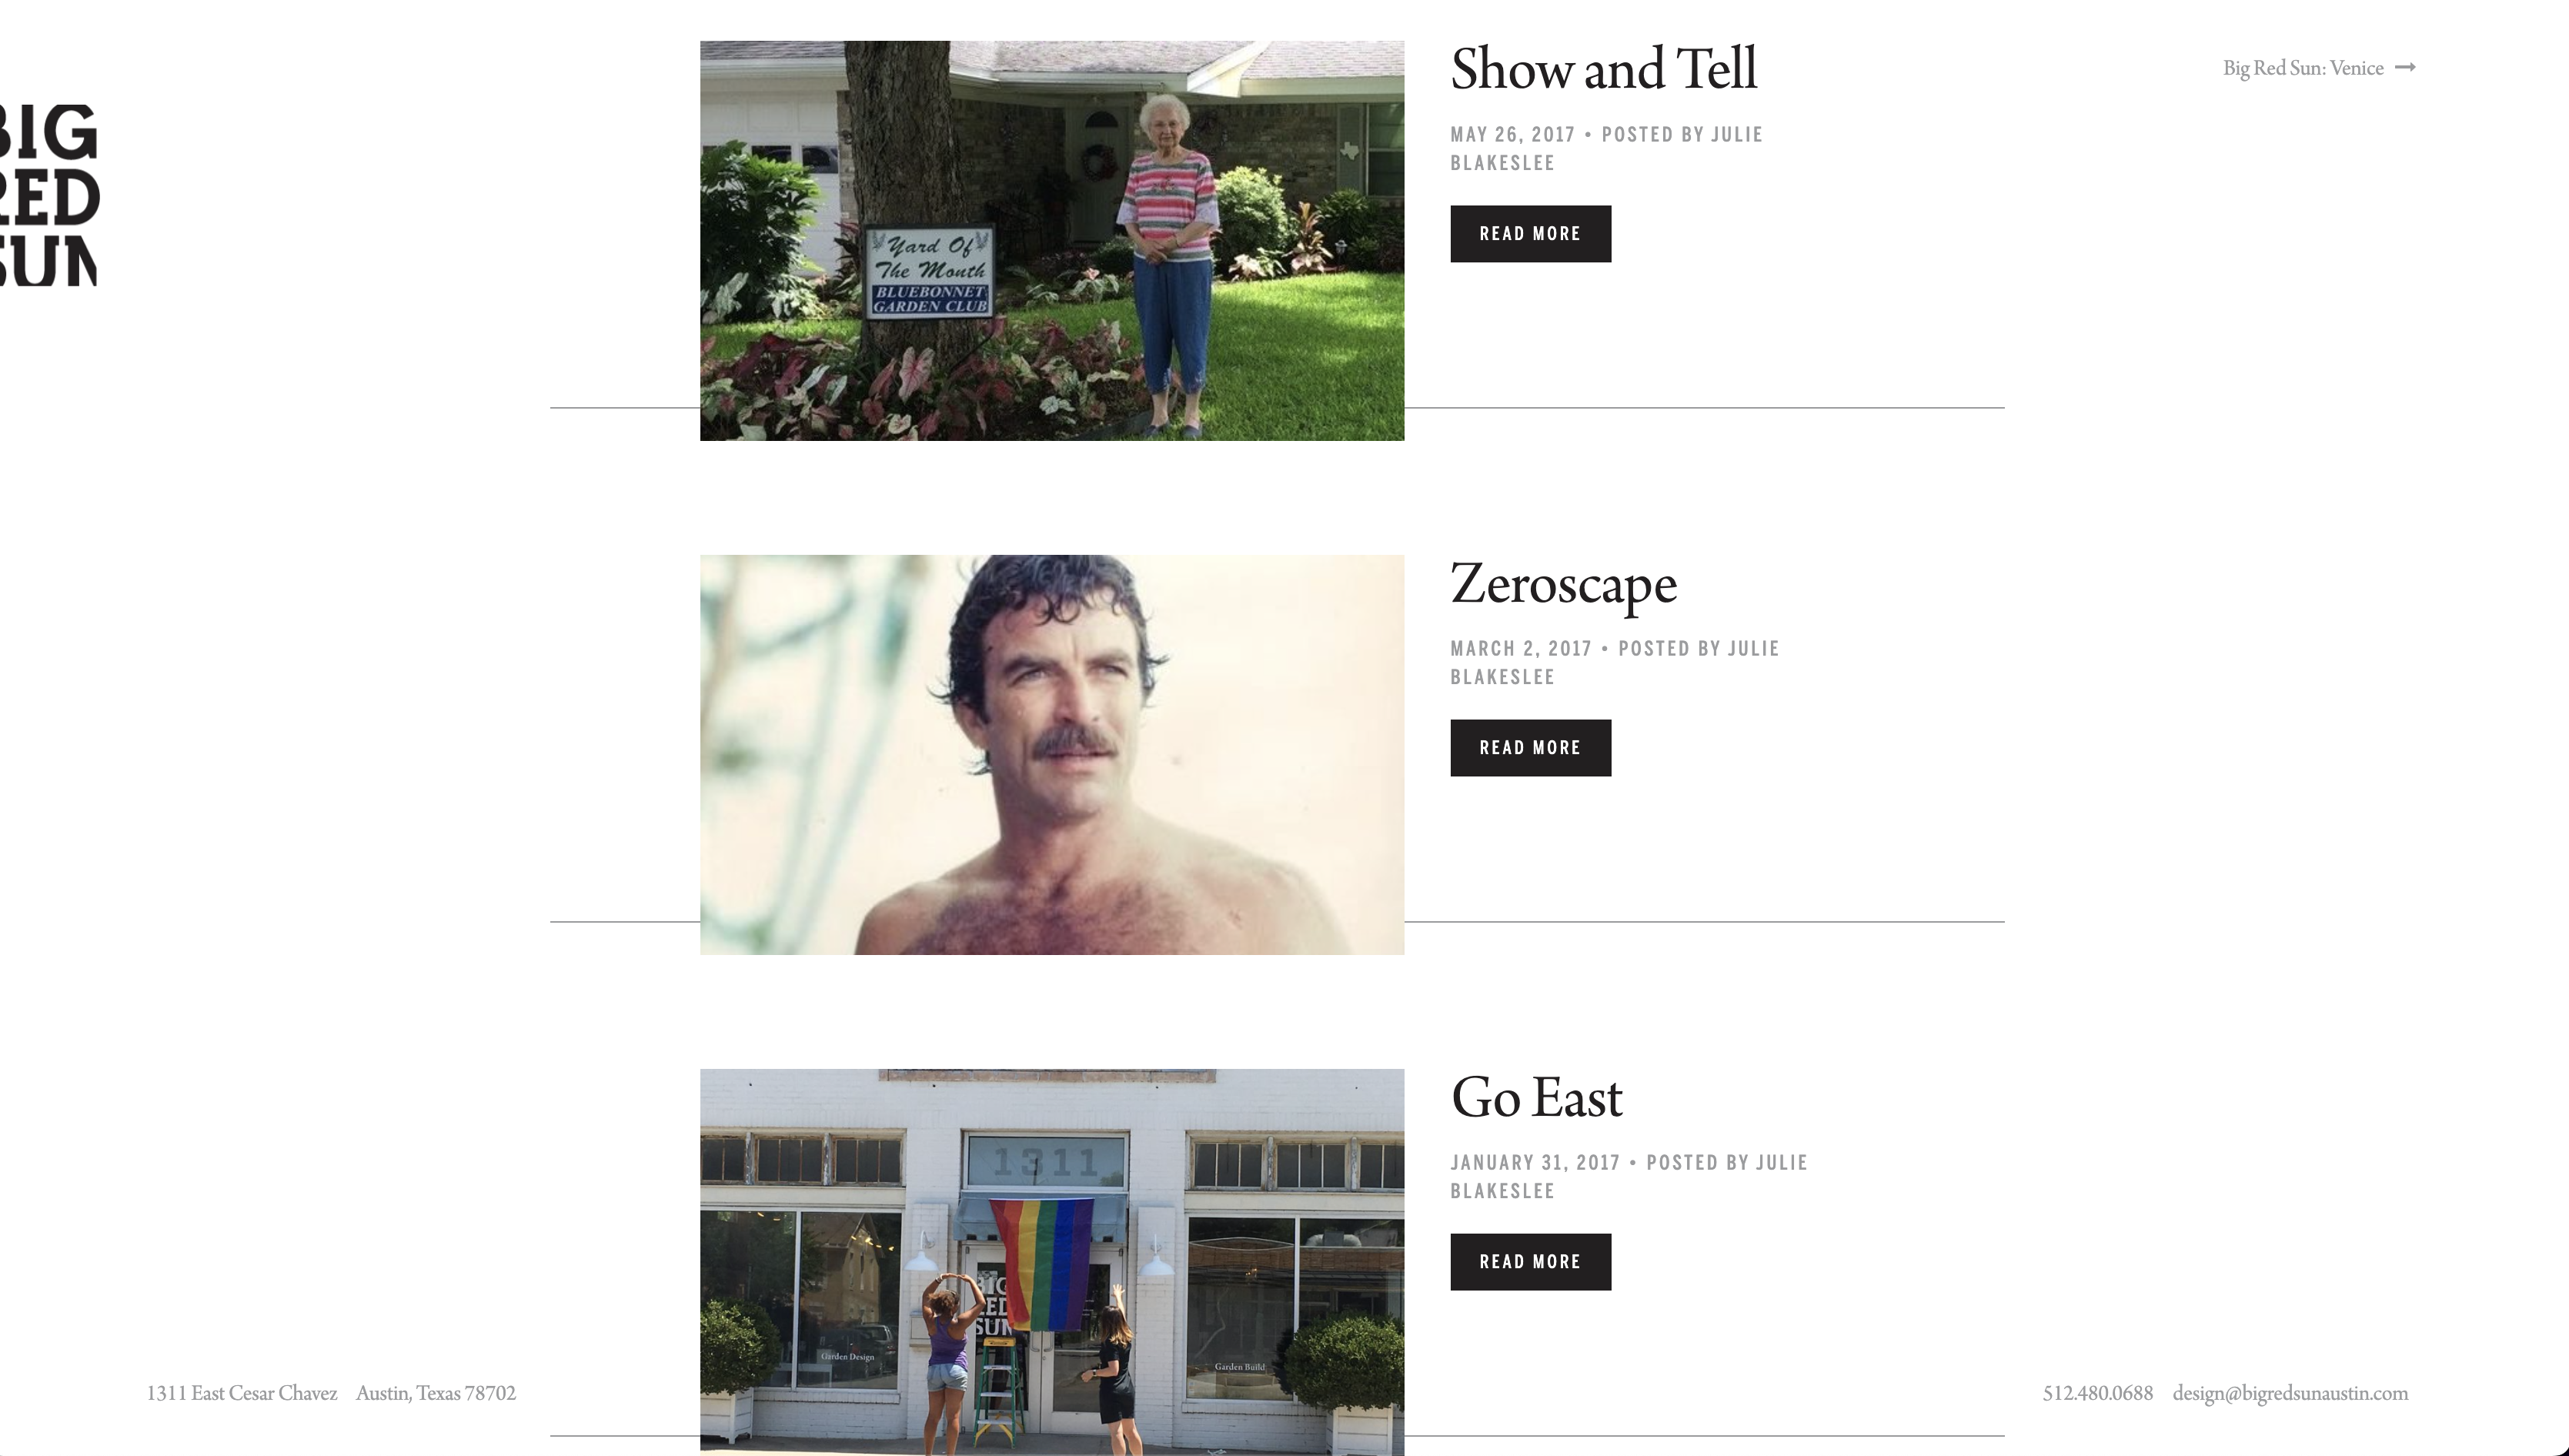 BIG
RED
SUN
Big Red Sun: Venice
Yard Of
The Month
BLUEBONNET
GARDEN CLUB
Show and Tell
MAY 26, 2017 • POSTED BY JULIE
BLAKESLEE
READ MORE
Zeroscape
MARCH 2, 2017 • POSTED BY JULIE
BLAKESLEE
READ MORE
1311
BIG
RED
SUN
Garden Design
Garden Build
Go East
JANUARY 31, 2017 • POSTED BY JULIE
BLAKESLEE
READ MORE
1311 East Cesar Chavez Austin, Texas 78702
512.480.0688 design@bigredsunaustin.com